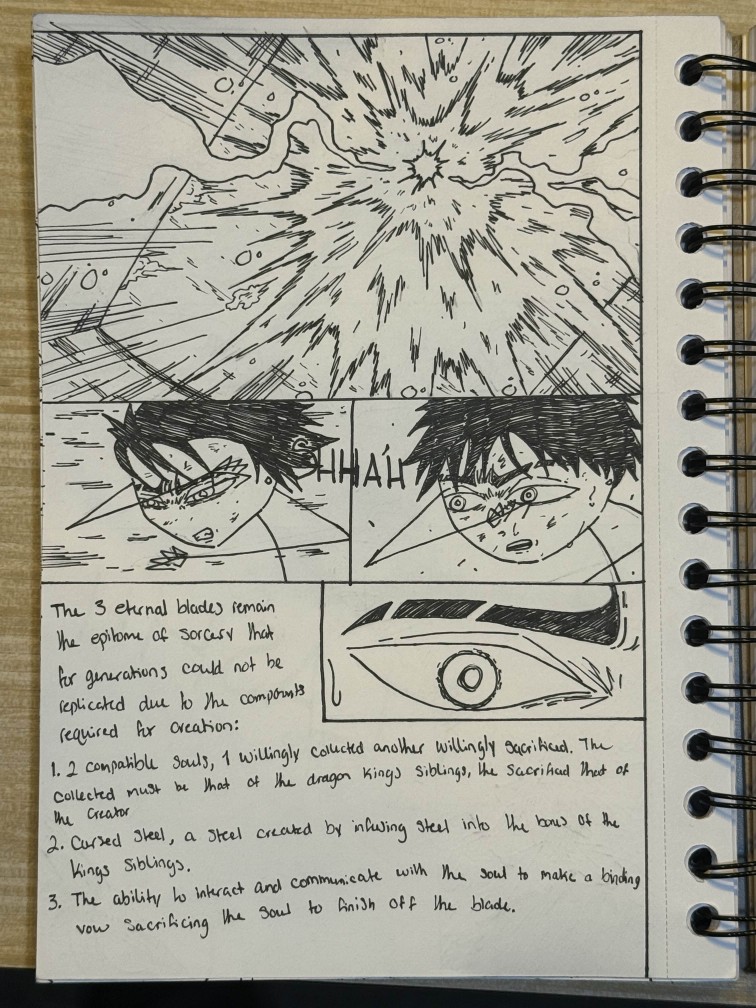 SHHA'H
The 3 eternal blades remain
the epitome of sorcery that
for generations could not be
replicated due to the
required for creation:
1. 2 compatible souls, 1 willingly collected another willingly sacrificed. The
collected must be that of the dragon kings siblings, the sacrificed that of
the creator
2. Cursed steel, a steel created by infusing steel into the of the
kings siblings.
3. The ability to interact and communicate with the soul to make a binding
vow sacrificing the soul to finish off the blade.